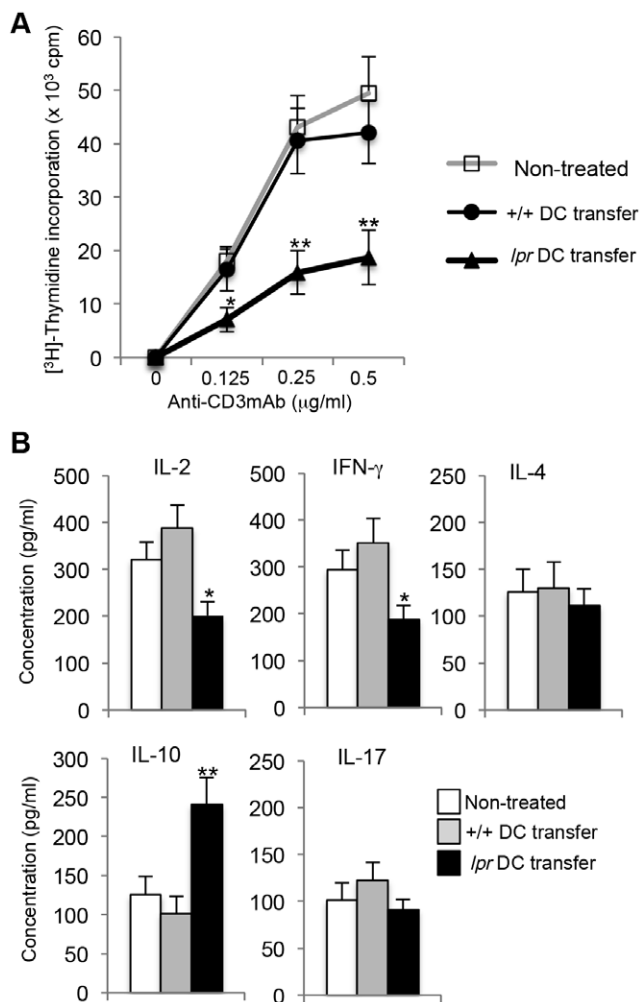 A
[³H]-Thymidine incorporation (x 10³ cpm)
60
50
40
30
20
10
0
*
**
**
0 0.125 0.25 0.5
Anti-CD3mAb (μg/ml)
Non-treated
+/+ DC transfer
lpr DC transfer
B
Concentration (pg/ml)
IL-2
500
400
300
200
100
0
*
IFN-γ
500
400
300
200
100
0
*
IL-4
250
200
150
100
50
0
Concentration (pg/ml)
IL-10
300
250
200
150
100
50
0
**
IL-17
250
200
150
100
50
0
Non-treated
+/+ DC transfer
lpr DC transfer